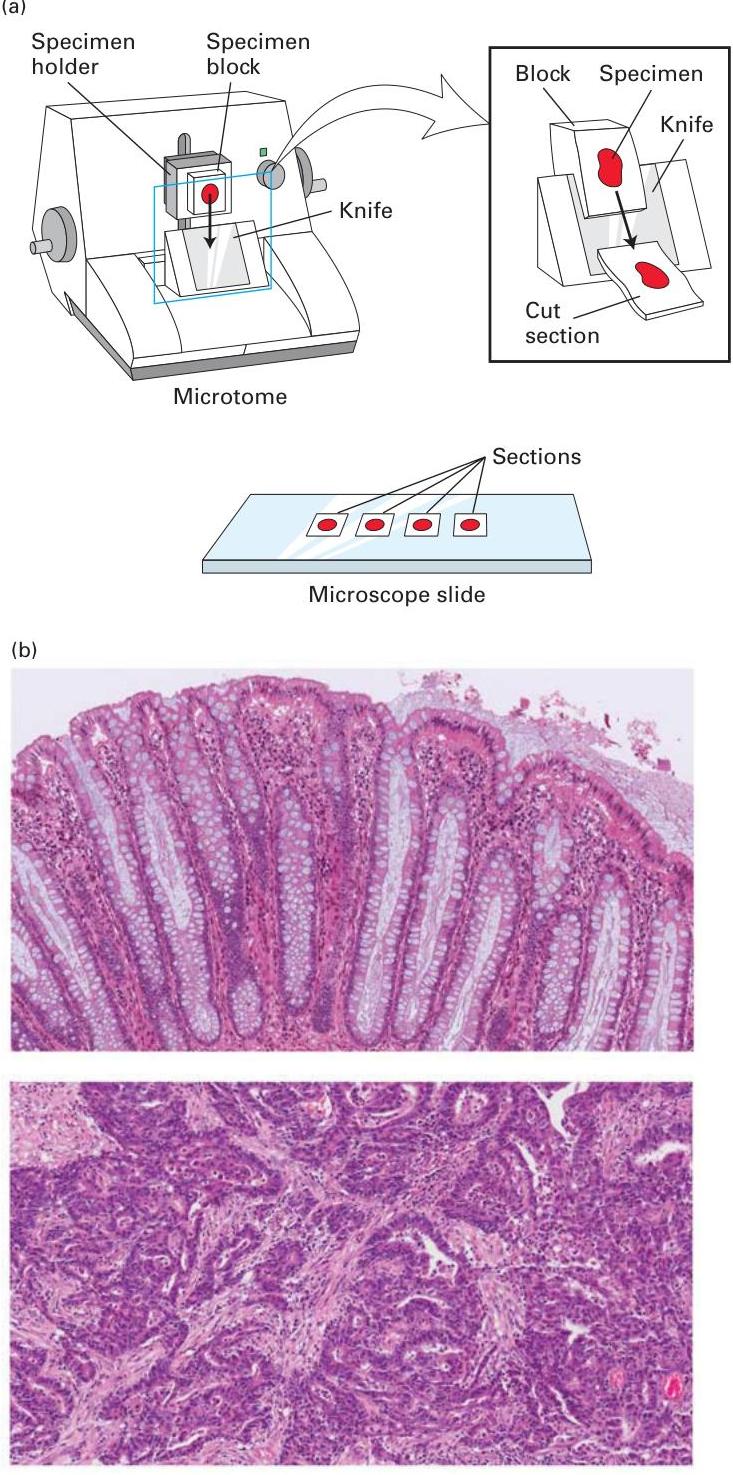 (a)
Specimen
holder
Specimen
block
Knife
Microtome
Block
Specimen
Knife
Cut
section
Sections
Microscope slide
(b)